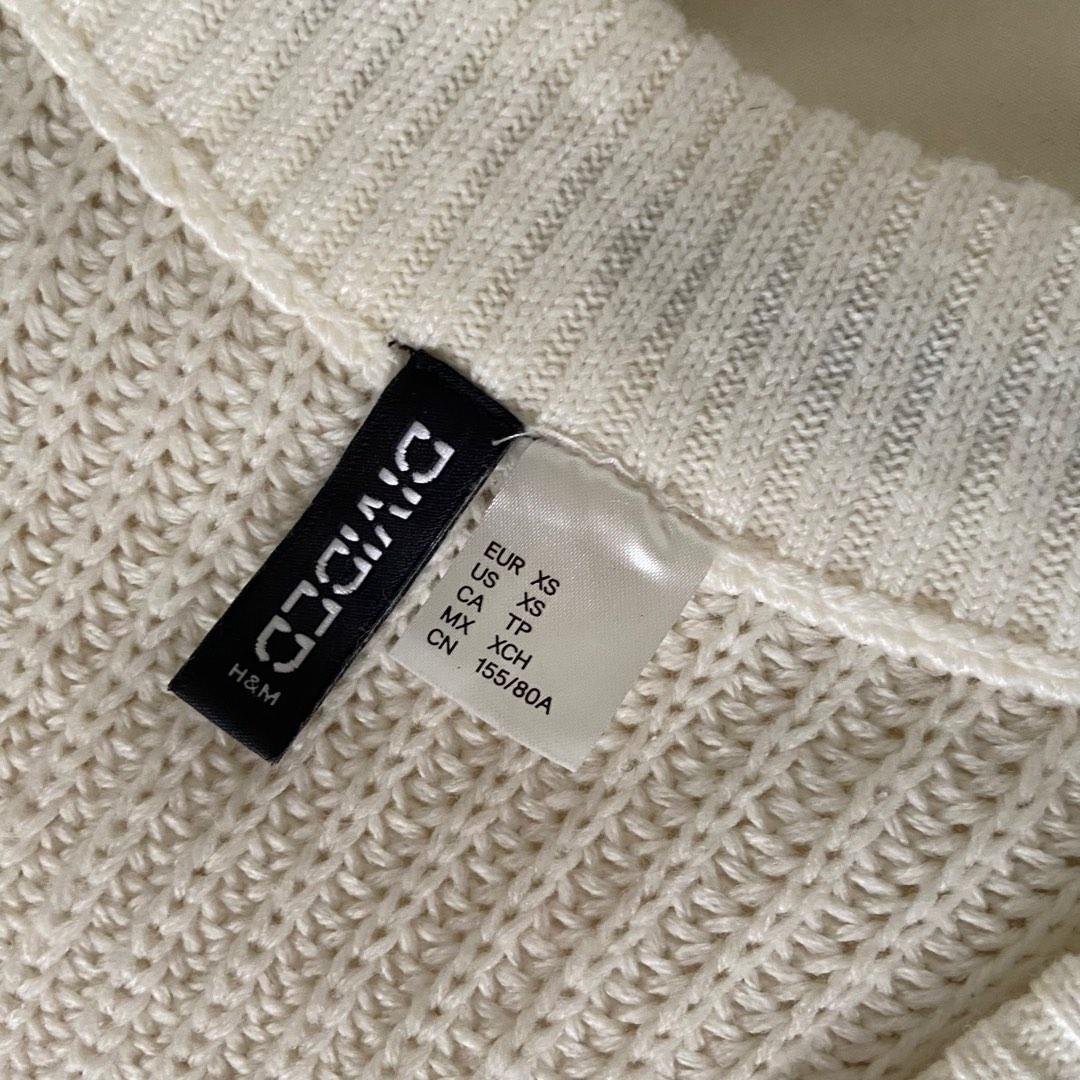 DIVIDED
H&M
EUR XS
US XS
CA TP
MX XCH
CN 155/80A